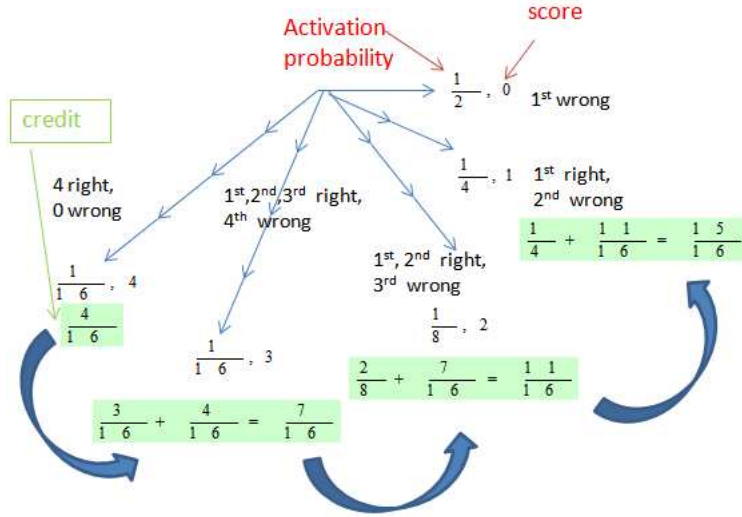 score
Activation
probability
1/2 , 0 1st wrong
credit
4 right,
0 wrong
1st,2nd,3rd right,
4th wrong
1/4 , 1 1st right,
2nd wrong
1/4 + 11/16 = 15/16
1st, 2nd right,
3rd wrong
1/16 , 4
4/16
1/8 , 2
1/16 , 3
2/8 + 7/16 = 11/16
3/16 + 4/16 = 7/16